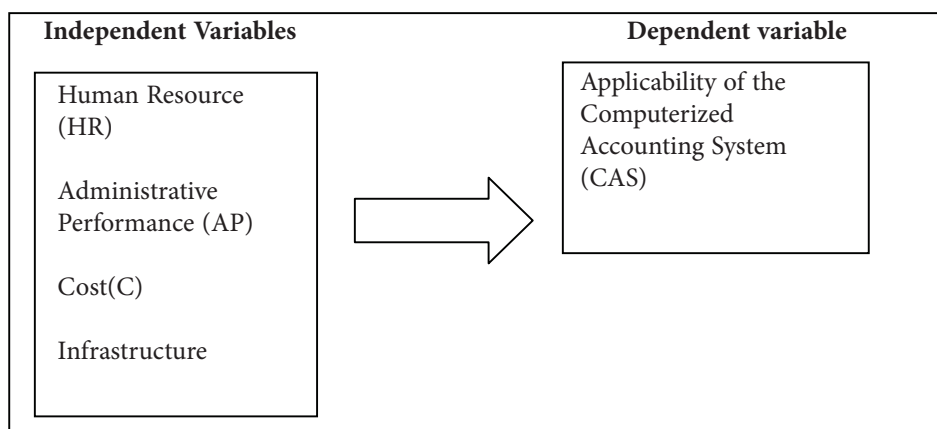 Independent Variables
Human Resource
(HR)
Administrative
Performance (AP)
Cost(C)
Infrastructure
Dependent variable
Applicability of the
Computerized
Accounting System
(CAS)